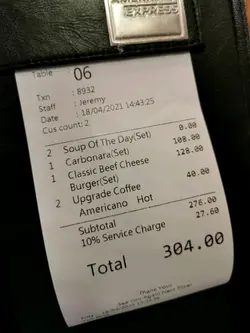 AMERICAN
EXPRESS
Table 06
Txn : 8932
Staff : Jeremy
Date : 18/04/2021 14:43:25
Cus count: 2
2 Soup Of The Day(Set) 0.00
1 Carbonara(Set) 108.00
1 Classic Beef Cheese 128.00
Burger(Set)
2 Upgrade Coffee 40.00
Americano Hot
Subtotal 276.00
10% Service Charge 27.60
Total 304.00
Thank You!